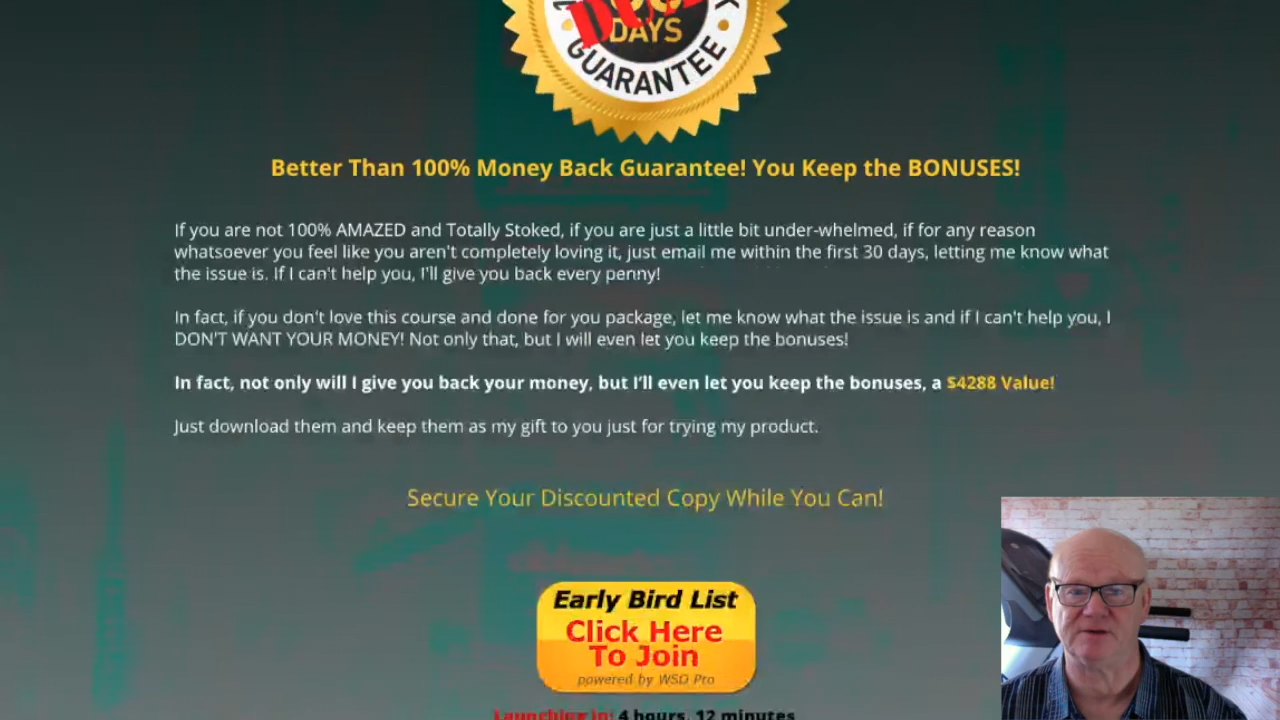 DAYS
GUARANTEE
Better Than 100% Money Back Guarantee! You Keep the BONUSES!
If you are not 100% AMAZED and Totally Stoked, if you are just a little bit under-whelmed, if for any reason
whatsoever you feel like you aren't completely loving it, just email me within the first 30 days, letting me know what
the issue is. If I can't help you, I'll give you back every penny!
In fact, if you don't love this course and done for you package, let me know what the issue is and if I can't help you, I
DON'T WANT YOUR MONEY! Not only that, but I will even let you keep the bonuses!
In fact, not only will I give you back your money, but I'll even let you keep the bonuses, a $4288 Value!
Just download them and keep them as my gift to you just for trying my product.
Secure Your Discounted Copy While You Can!
Early Bird List
Click Here
To Join
powered by WSO Pro
Launching in: 4 hours, 12 minutes